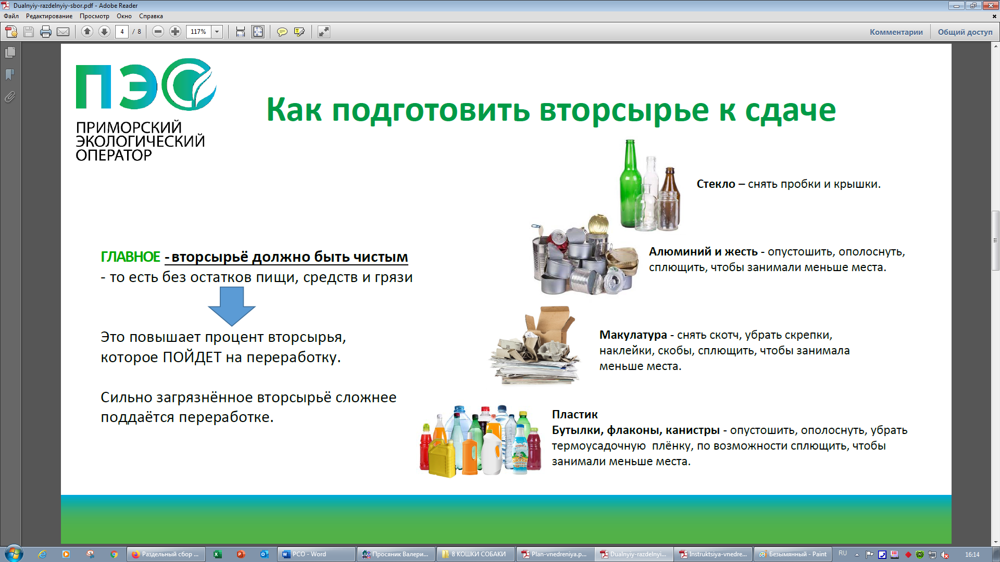 Dualnyiy-razdelnyiy-sbor.pdf - Adobe Reader
Файл Редактирование Просмотр Окно Справка
4 / 8 117% Комментарии Общий доступ
ПЭО
ПРИМОРСКИЙ
ЭКОЛОГИЧЕСКИЙ
ОПЕРАТОР
Как подготовить вторсырье к сдаче
Стекло – снять пробки и крышки.
Алюминий и жесть - опустошить, ополоснуть,
сплющить, чтобы занимали меньше места.
ГЛАВНОЕ - вторсырьё должно быть чистым
- то есть без остатков пищи, средств и грязи
Это повышает процент вторсырья,
которое ПОЙДЕТ на переработку.
Сильно загрязнённое вторсырьё сложнее
поддаётся переработке.
Макулатура - снять скотч, убрать скрепки,
наклейки, скобы, сплющить, чтобы занимала
меньше места.
Пластик
Бутылки, флаконы, канистры - опустошить, ополоснуть, убрать
термоусадочную плёнку, по возможности сплющить, чтобы
занимали меньше места.
Раздельный сбор ... РСО - Word Просяник Валери... 8 КОШКИ СОБАКИ Plan-vnedreniya.p... Dualnyiy-razdelnyi... Instruktsiya-vnedre... Безымянный - Paint RU 16:14